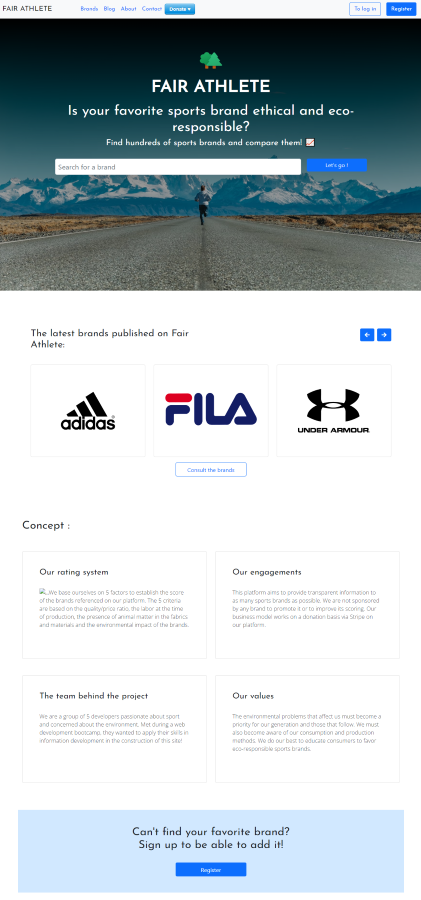 FAIR ATHLETE
Brands Blog About Contact Donate ♥
To log in Register
FAIR ATHLETE
Is your favorite sports brand ethical and eco-
responsible?
Find hundreds of sports brands and compare them!
Search for a brand
Let's go !
The latest brands published on Fair
Athlete:
adidas
FILA
UNDER ARMOUR
Consult the brands
Concept :
Our rating system
We base ourselves on 5 factors to establish the score
of the brands referenced on our platform. The 5 criteria
are based on the quality/price ratio, the labor at the time
of production, the presence of animal matter in the fabrics
and materials and the environmental impact of the brands.
Our engagements
This platform aims to provide transparent information to
as many sports brands as possible. We are not sponsored
by any brand to promote it or to improve its scoring. Our
business model works on a donation basis via Stripe on
our platform.
The team behind the project
We are a group of 5 developers passionate about sport
and concerned about the environment. Met during a web
development bootcamp, they wanted to apply their skills in
information development in the construction of this site!
Our values
The environmental problems that affect us must become a
priority for our generation and those that follow. We must
also become aware of our consumption and production
methods. We do our best to educate consumers to favor
eco-responsible sports brands.
Can't find your favorite brand?
Sign up to be able to add it!
Register